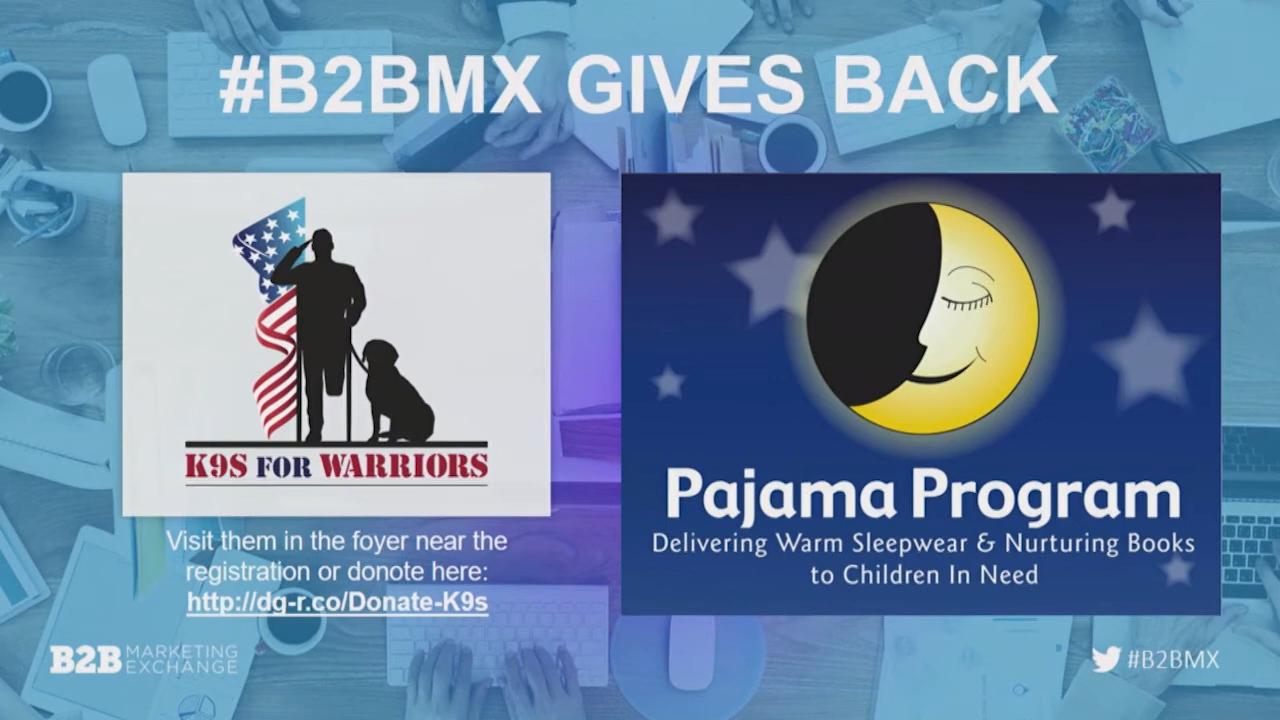 #B2BMX GIVES BACK
K9S FOR WARRIORS
Visit them in the foyer near the
registration or donote here:
http://dg-r.co/Donate-K9s
Pajama Program
Delivering Warm Sleepwear & Nurturing Books
to Children In Need
B2B MARKETING
EXCHANGE
#B2BMX